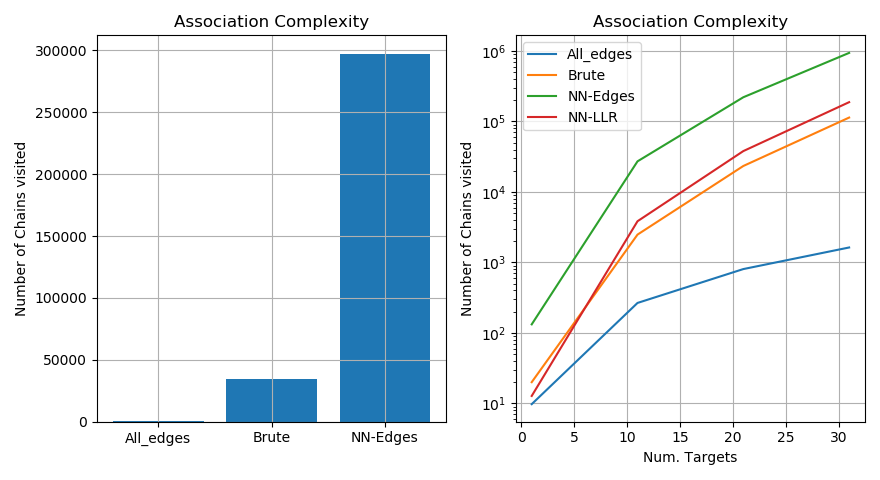 Association Complexity
Number of Chains visited
300000
250000
200000
150000
100000
50000
0
All_edges
Brute
NN-Edges
Association Complexity
Number of Chains visited
10^6
10^5
10^4
10^3
10^2
10^1
All_edges
Brute
NN-Edges
NN-LLR
0
5
10
15
20
25
30
Num. Targets